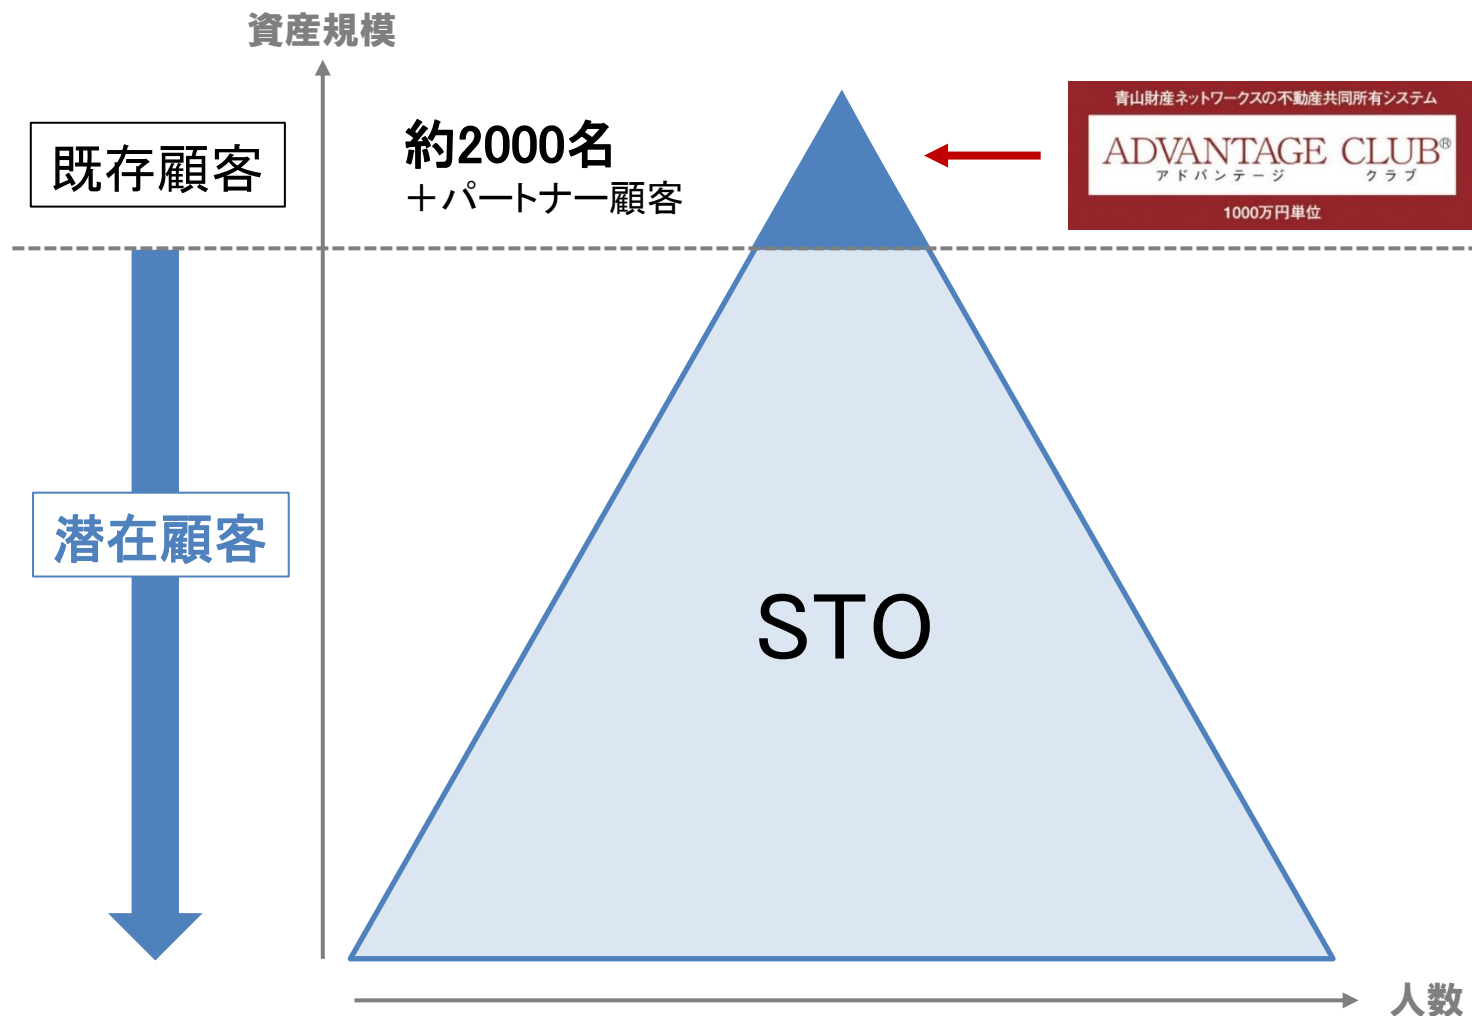 資産規模
既存顧客
約2000名
＋パートナー顧客
青山財産ネットワークスの不動産共同所有システム
ADVANTAGE CLUB®
アドバンテージ クラブ
1000万円単位
潜在顧客
STO
人数